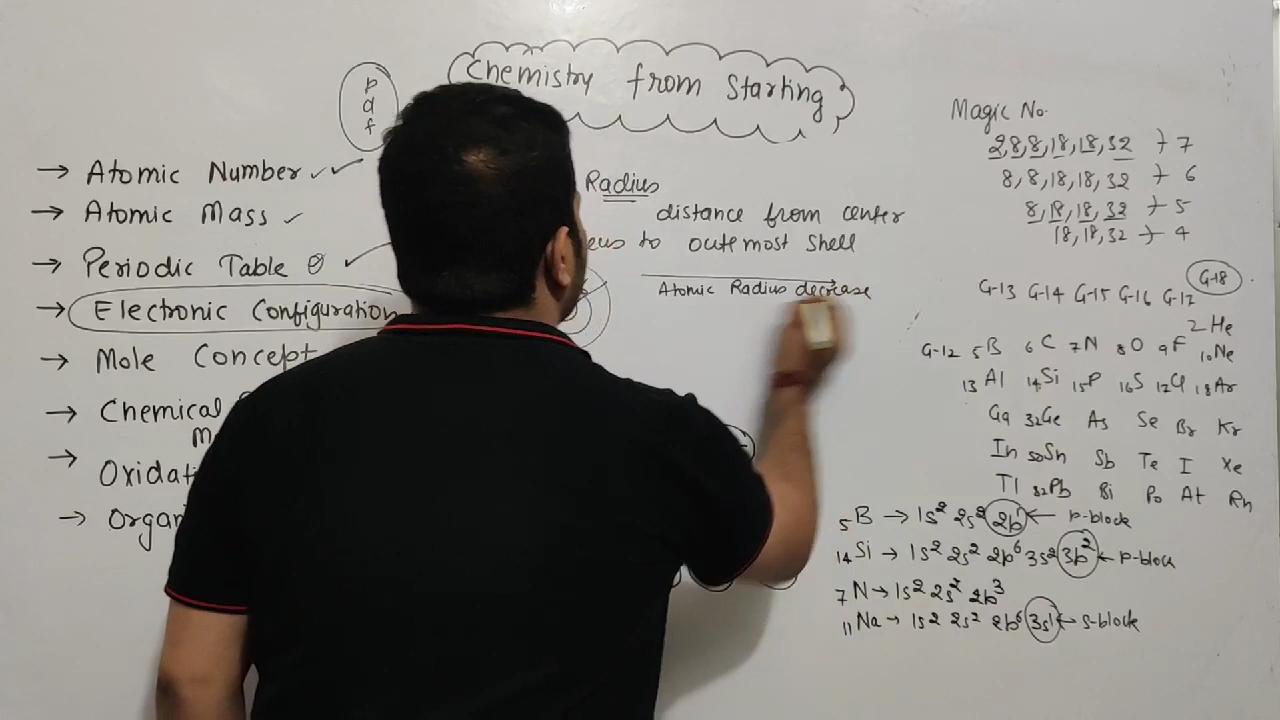 Chemistry from Starting
p
d
f
→ Atomic Number
→ Atomic Mass
→ Periodic Table
→ Electronic Configuration
→ Mole Concept
→ Chemical
→ Oxidati
→ Organi
Radius
distance from center
eus to outermost Shell
Atomic Radius decrease
Magic No.
2,8,8,18,18,32 → 7
8,8,18,18,32 → 6
8,18,18,32 → 5
18,18,32 → 4
G-18
G-13 G-14 G-15 G-16 G-17
2He
G-12 5B 6C 7N 8O 9F 10Ne
13Al 14Si 15P 16S 17Cl 18Ar
Ga 32Ge As Se Br Kr
In 50Sn Sb Te I Xe
Tl 82Pb Bi Po At Rn
5B → 1s² 2s² 2p¹ ← p-block
14Si → 1s² 2s² 2p⁶ 3s² 3p² ← p-block
7N → 1s² 2s² 2p³
11Na → 1s² 2s² 2p⁶ 3s¹ ← s-block